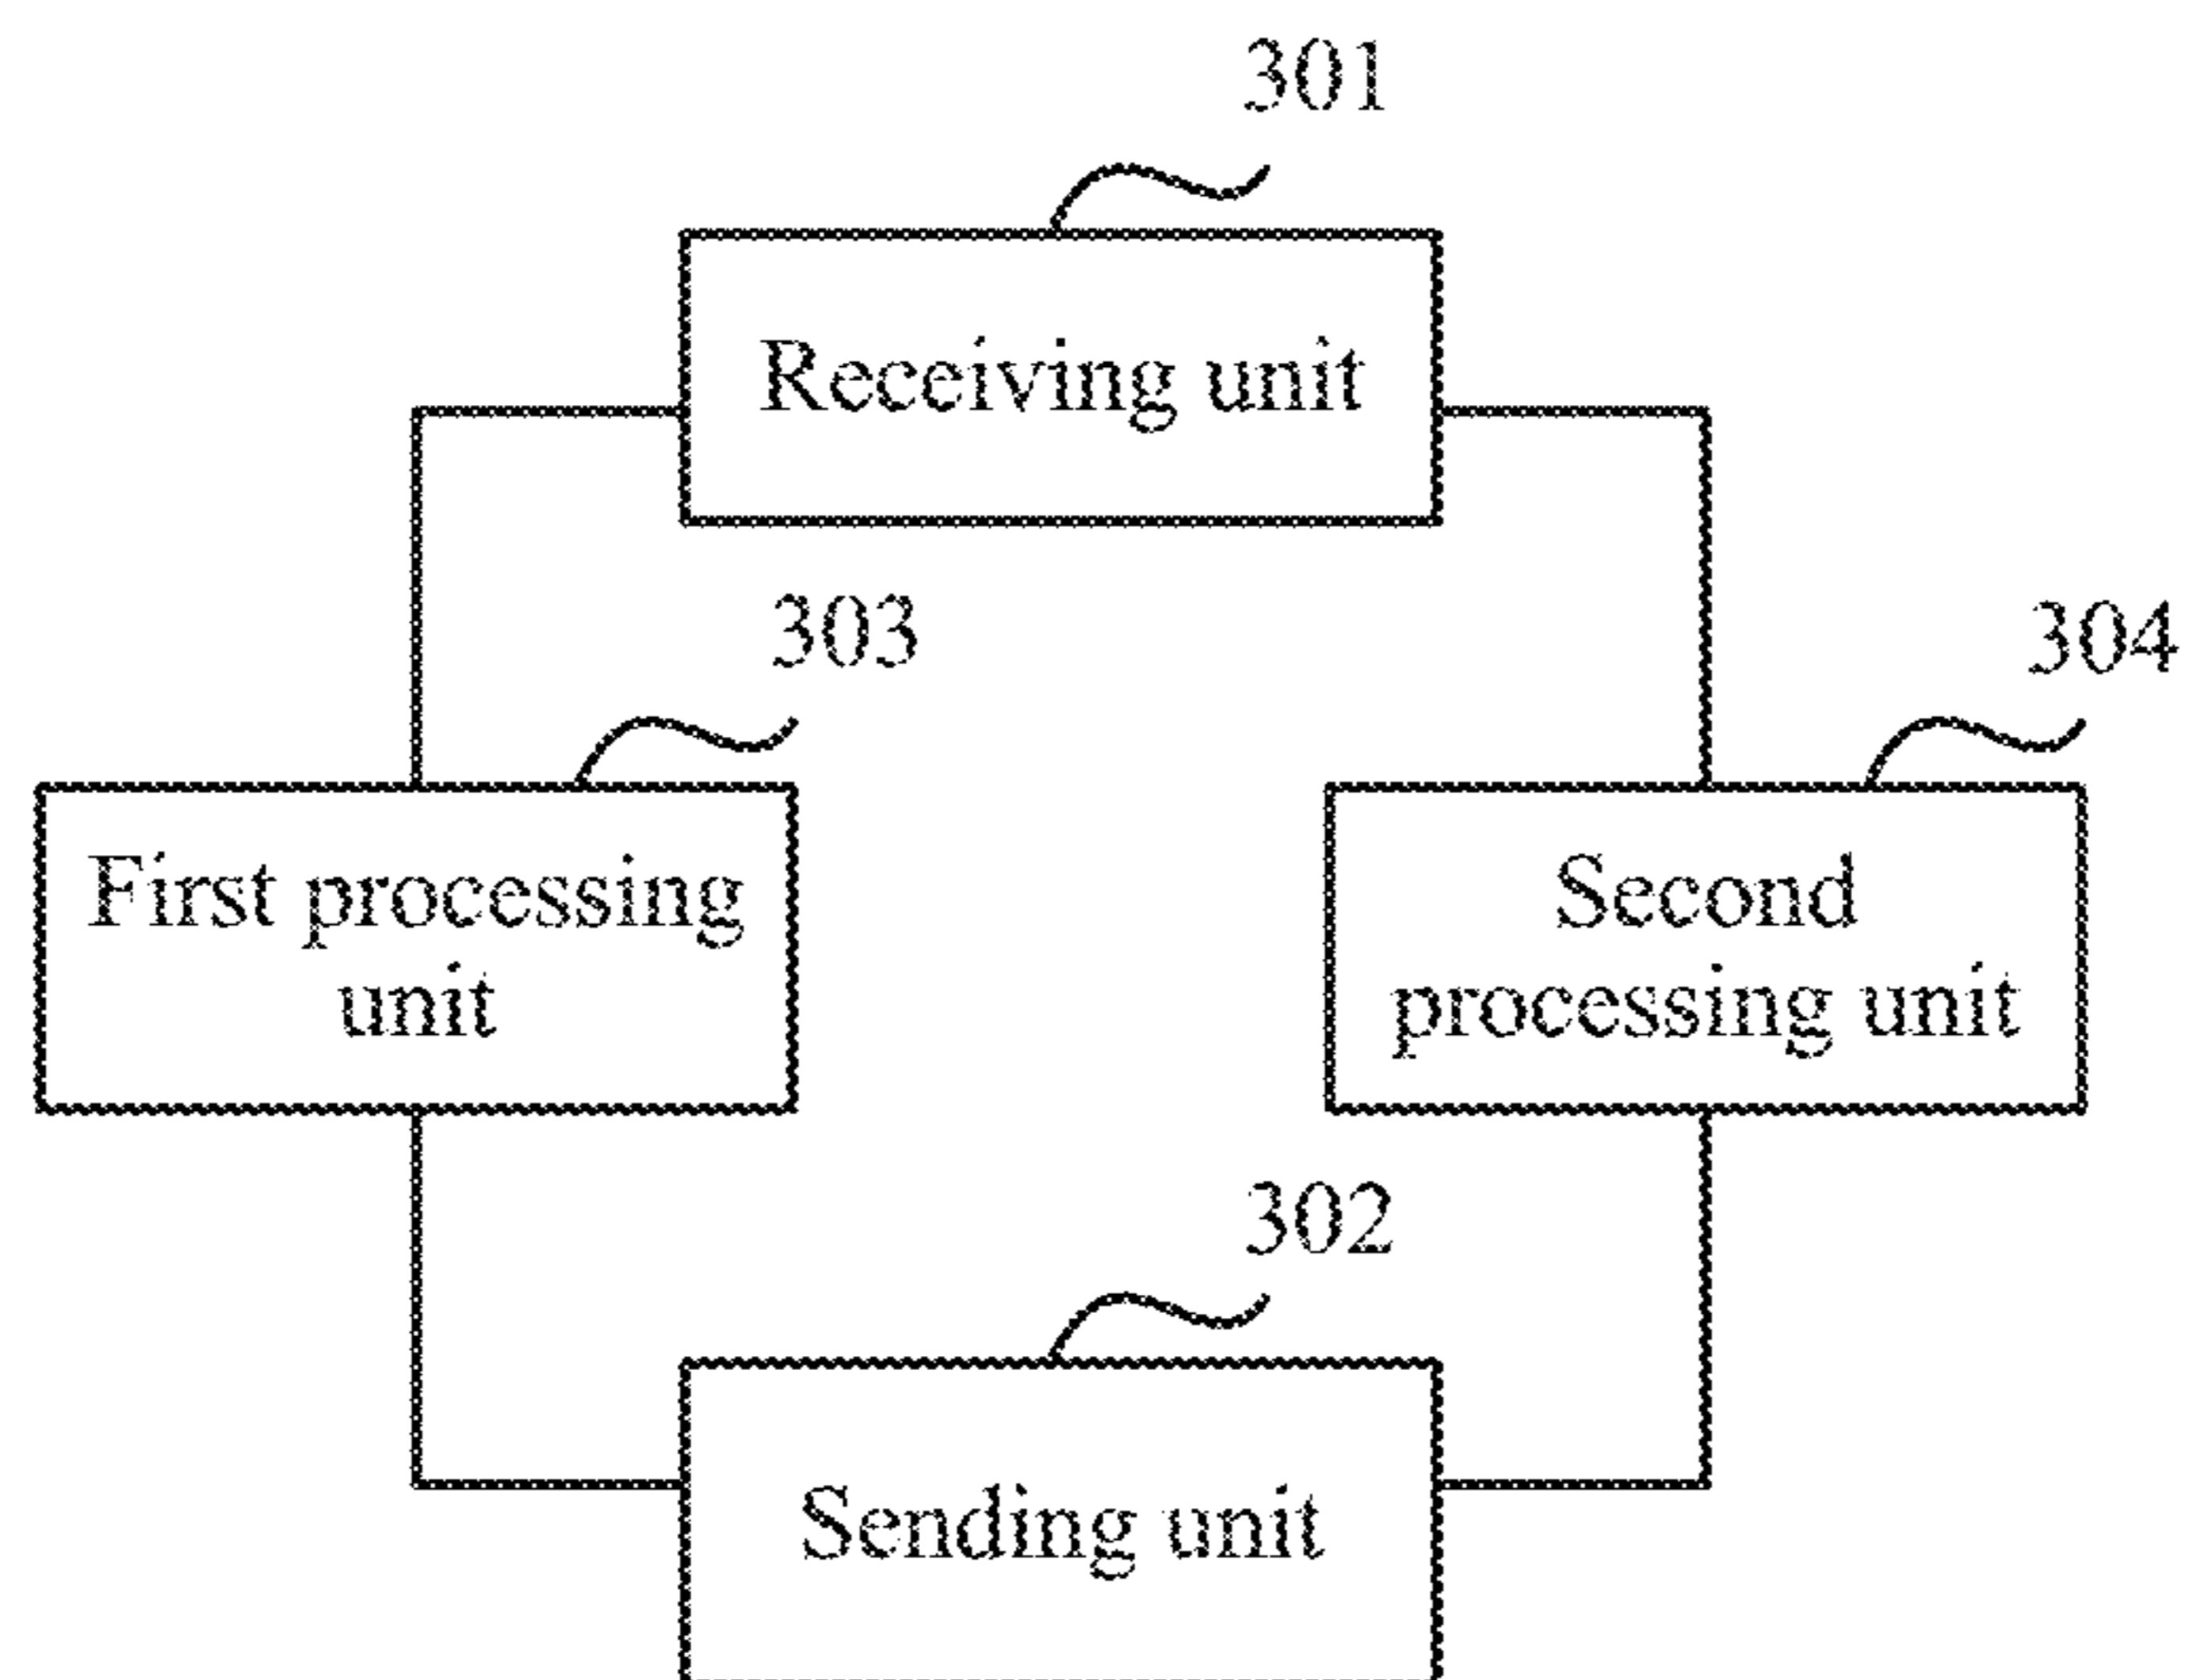 301
Receiving unit
303
304
First processing
unit
Second
processing unit
302
Sending unit